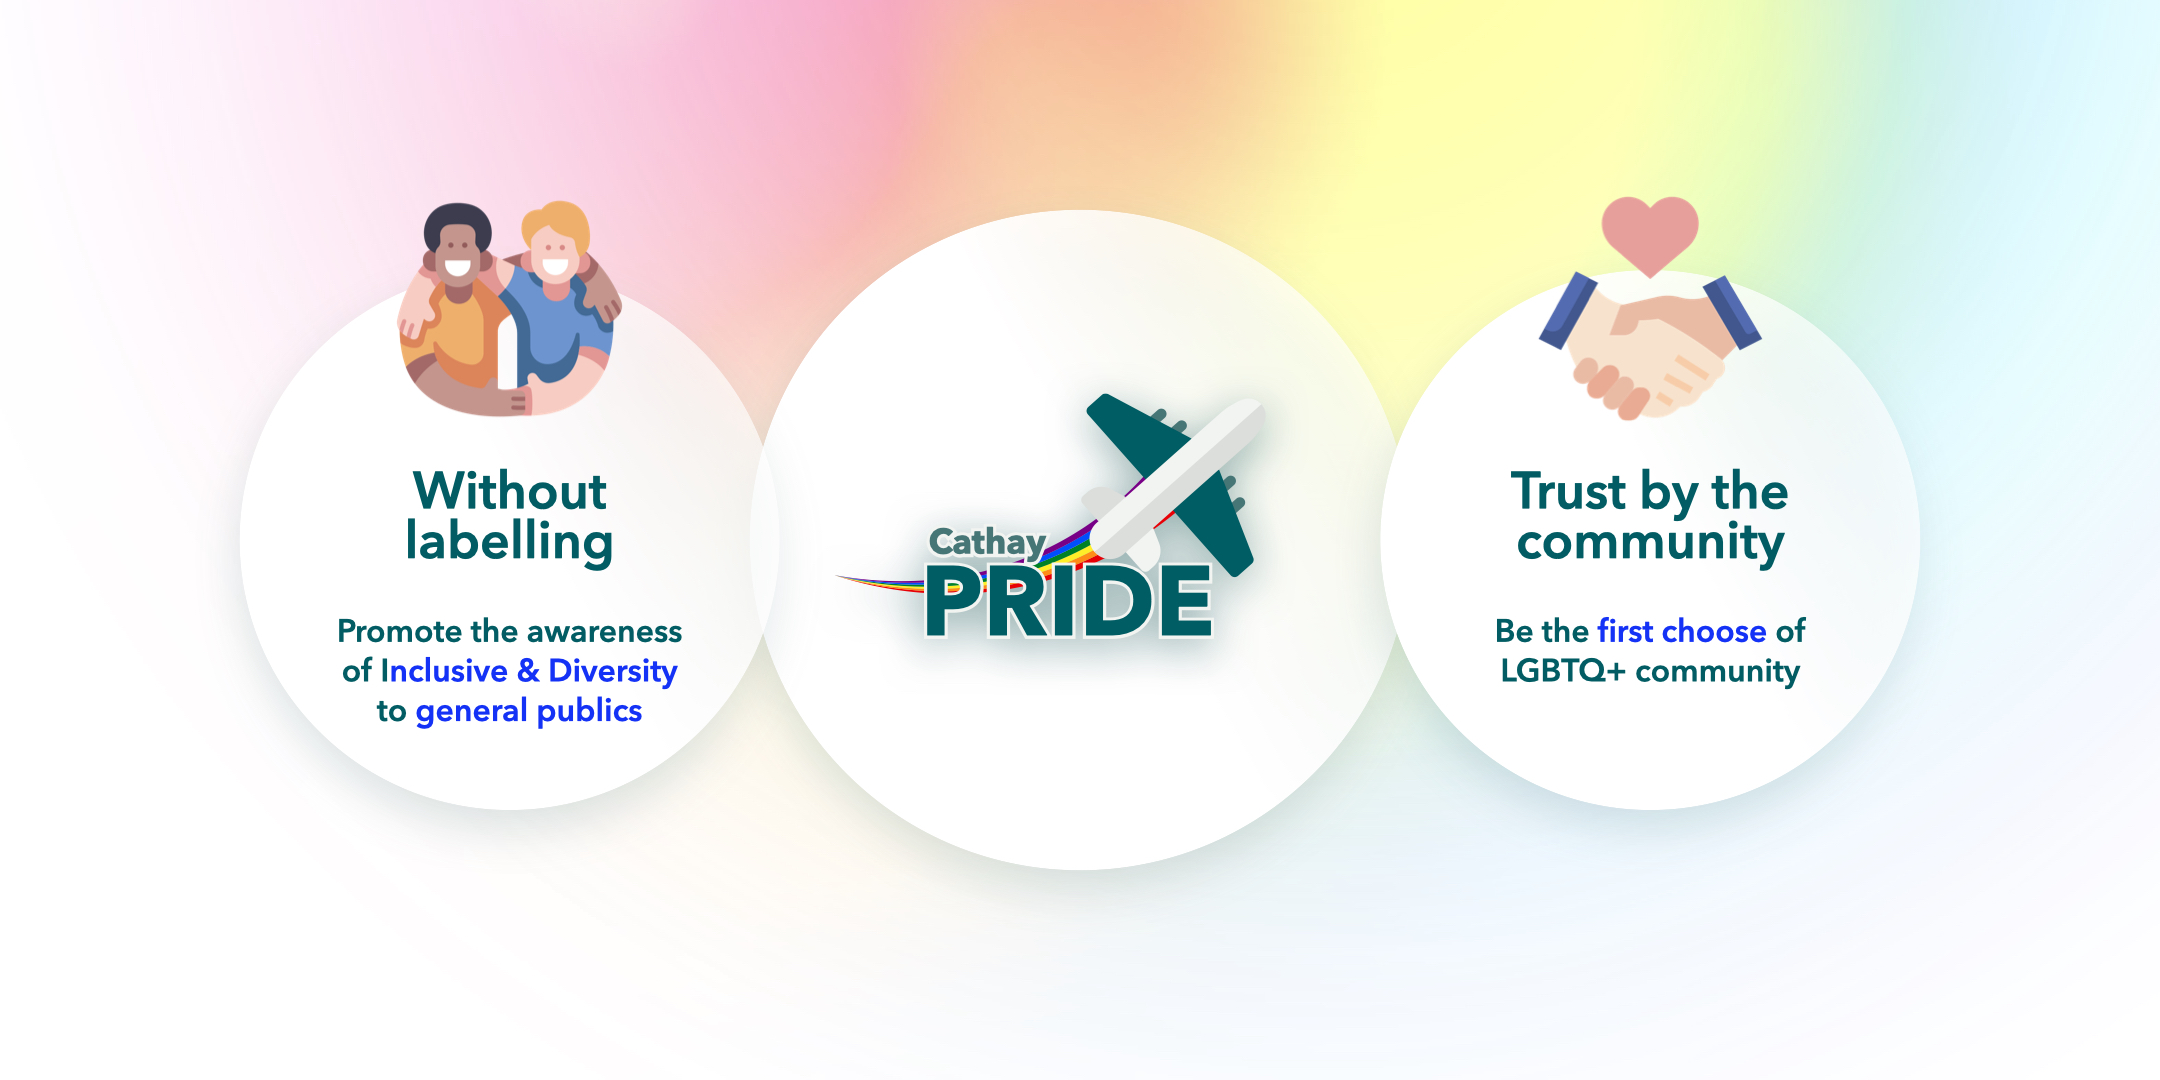 Without
labelling
Promote the awareness
of Inclusive & Diversity
to general publics
Cathay
PRIDE
Trust by the
community
Be the first choose of
LGBTQ+ community